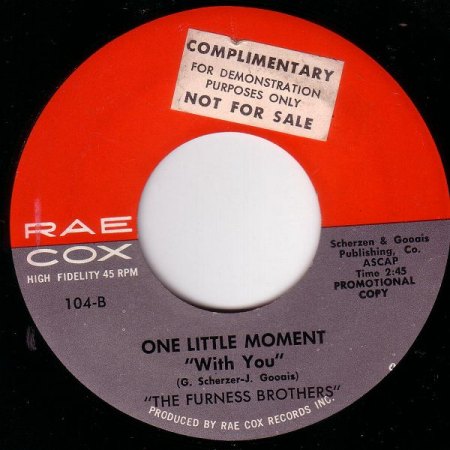 COMPLIMENTARY
FOR DEMONSTRATION
PURPOSES ONLY
NOT FOR SALE
RAE
COX
HIGH FIDELITY 45 RPM
104-B
Scherzen & Gooais
Publishing, Co.
ASCAP
Time 2:45
PROMOTIONAL
COPY
ONE LITTLE MOMENT
"With You"
(G. Scherzer-J. Gooais)
"THE FURNESS BROTHERS"
PRODUCED BY RAE COX RECORDS INC.